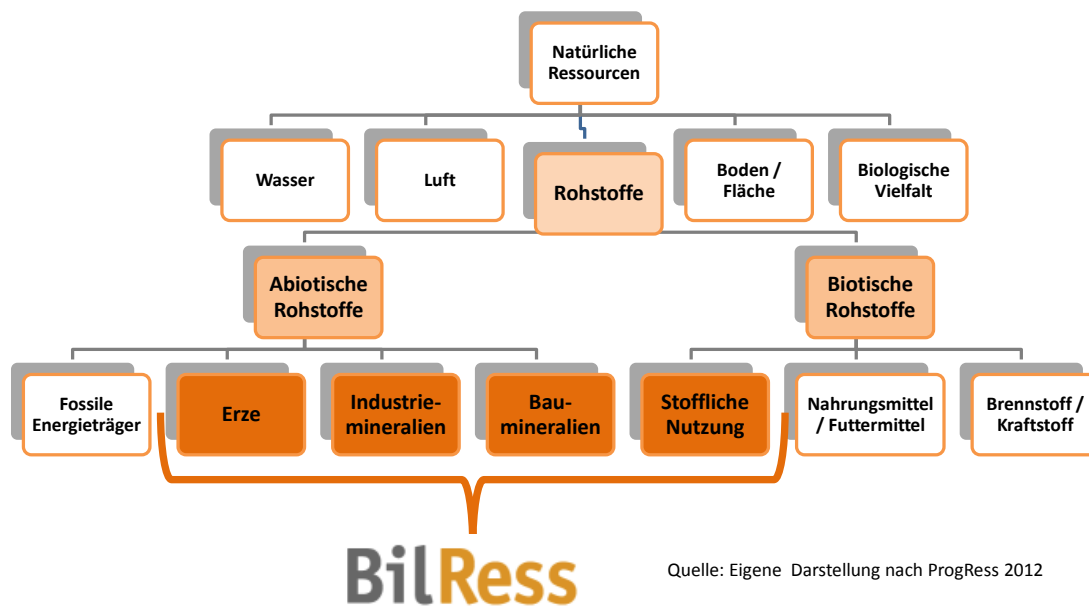 Natürliche
Ressourcen
Wasser
Luft
Rohstoffe
Boden /
Fläche
Biologische
Vielfalt
Abiotische
Rohstoffe
Biotische
Rohstoffe
Fossile
Energieträger
Erze
Industrie-
mineralien
Bau-
mineralien
Stoffliche
Nutzung
Nahrungsmittel
/ Futtermittel
Brennstoff /
Kraftstoff
BilRess
Quelle: Eigene Darstellung nach ProgRess 2012